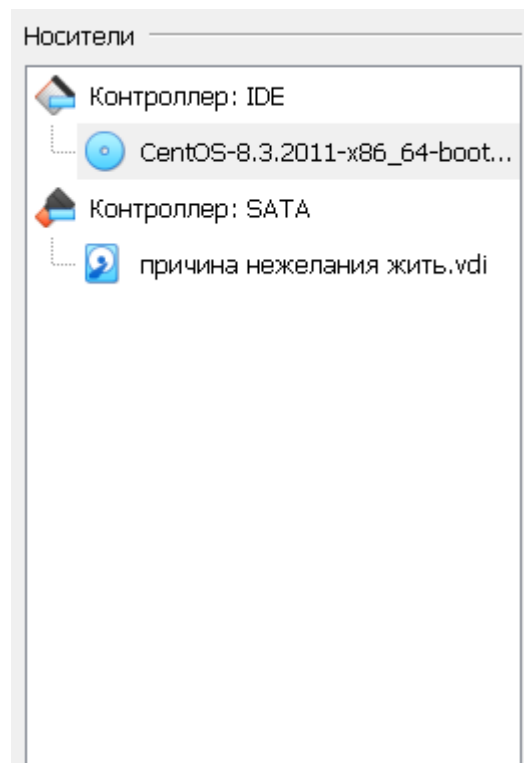 Носители
Контроллер: IDE
CentOS-8.3.2011-x86_64-boot...
Контроллер: SATA
причина нежелания жить.vdi